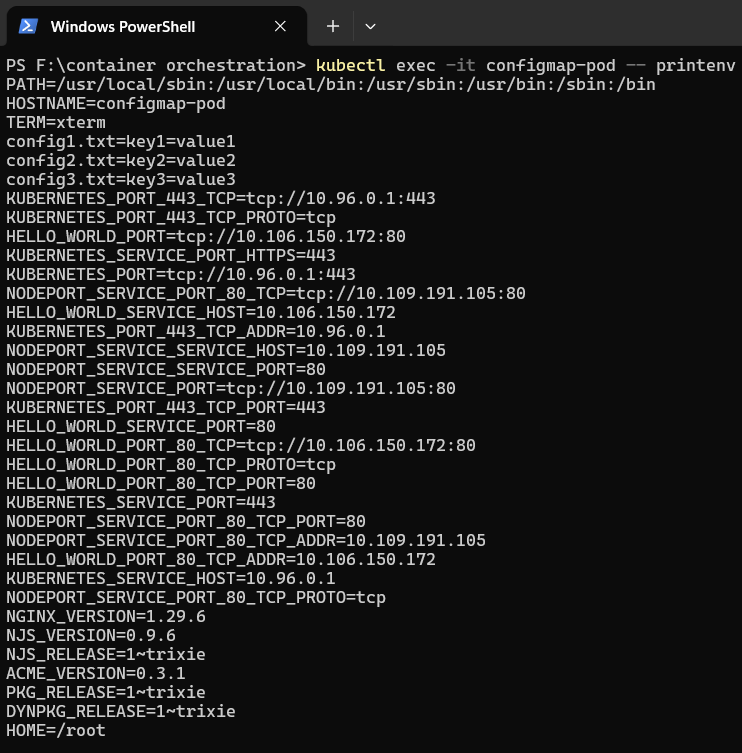 Windows PowerShell
PS F:\container orchestration> kubectl exec -it configmap-pod -- printenv
PATH=/usr/local/sbin:/usr/local/bin:/usr/sbin:/usr/bin:/sbin:/bin
HOSTNAME=configmap-pod
TERM=xterm
config1.txt=key1=value1
config2.txt=key2=value2
config3.txt=key3=value3
KUBERNETES_PORT_443_TCP=tcp://10.96.0.1:443
KUBERNETES_PORT_443_TCP_PROTO=tcp
HELLO_WORLD_PORT=tcp://10.106.150.172:80
KUBERNETES_SERVICE_PORT_HTTPS=443
KUBERNETES_PORT=tcp://10.96.0.1:443
NODEPORT_SERVICE_PORT_80_TCP=tcp://10.109.191.105:80
HELLO_WORLD_SERVICE_HOST=10.106.150.172
KUBERNETES_PORT_443_TCP_ADDR=10.96.0.1
NODEPORT_SERVICE_SERVICE_HOST=10.109.191.105
NODEPORT_SERVICE_SERVICE_PORT=80
NODEPORT_SERVICE_PORT=tcp://10.109.191.105:80
KUBERNETES_PORT_443_TCP_PORT=443
HELLO_WORLD_SERVICE_PORT=80
HELLO_WORLD_PORT_80_TCP=tcp://10.106.150.172:80
HELLO_WORLD_PORT_80_TCP_PROTO=tcp
HELLO_WORLD_PORT_80_TCP_PORT=80
KUBERNETES_SERVICE_PORT=443
NODEPORT_SERVICE_PORT_80_TCP_PORT=80
NODEPORT_SERVICE_PORT_80_TCP_ADDR=10.109.191.105
HELLO_WORLD_PORT_80_TCP_ADDR=10.106.150.172
KUBERNETES_SERVICE_HOST=10.96.0.1
NODEPORT_SERVICE_PORT_80_TCP_PROTO=tcp
NGINX_VERSION=1.29.6
NJS_VERSION=0.9.6
NJS_RELEASE=1~trixie
ACME_VERSION=0.3.1
PKG_RELEASE=1~trixie
DYNPKG_RELEASE=1~trixie
HOME=/root